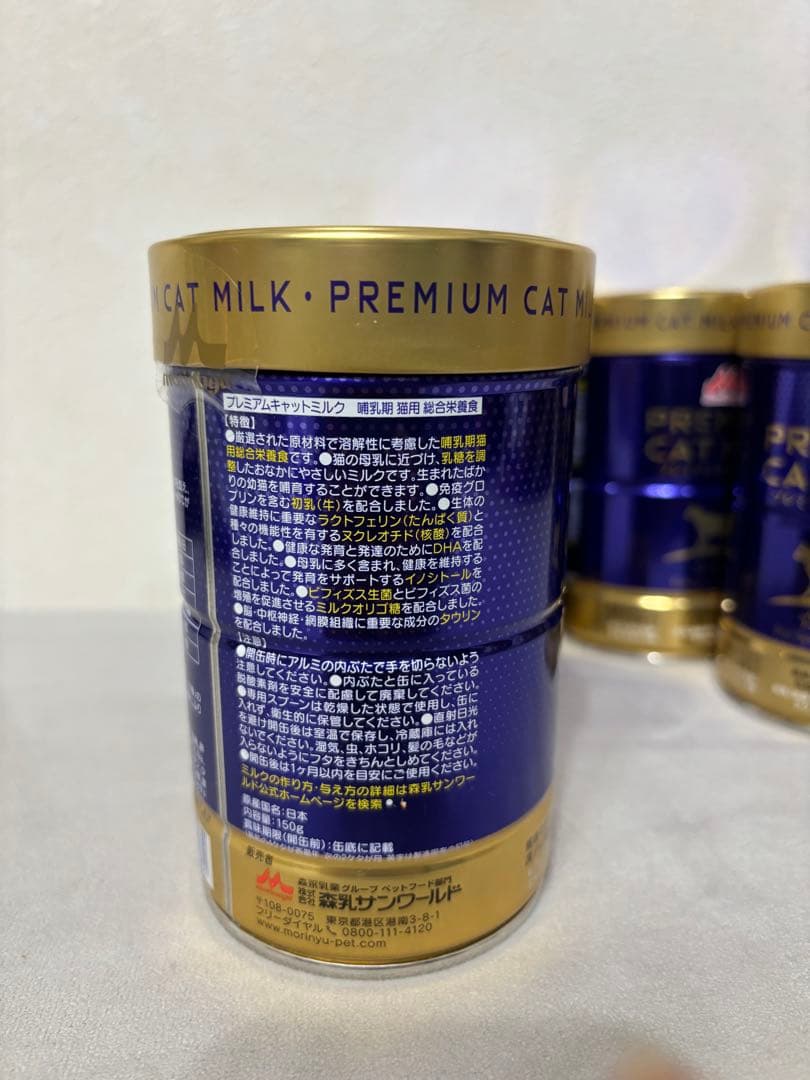 CAT MILK・PREMIUM CAT
プレミアムキャットミルク 哺乳期 猫用 総合栄養食
【特徴】
●厳選された原材料で溶解性に考慮した哺乳期猫
用総合栄養食です。●猫の母乳に近づけ、乳糖を調
整したおなかにやさしいミルクです。生まれたばか
りの幼猫を哺育することができます。●免疫グロ
ブリンを含む初乳(牛)を配合しました。●生体の
健康維持に重要なラクトフェリン(たんぱく質)と
種々の機能性を有するヌクレオチド(核酸)を配合
しました。●健康な発育と発達のためにDHAを配
合しました。●母乳に多く含まれ、健康を維持する
ことによって発育をサポートするイノシトールを
配合しました。●ビフィズス生菌とビフィズス菌の
増殖を促進させるミルクオリゴ糖を配合しました。
●脳・中枢神経・網膜組織に重要な成分のタウリン
を配合しました。
【注意】
●開缶時にアルミの内ぶたで手を切らないよう
注意してください。●内ぶたと缶に入っている
脱酸素剤を安全に配慮して廃棄してください。
●専用スプーンは乾燥した状態で使用し、缶に
入れず、衛生的に保管してください。●直射日光
を避け開缶後は室温で保存し、冷蔵庫には入れ
ないでください。湿気、虫、ホコリ、髪の毛などが
入らないようにフタをきちんとしめてください。
●開缶後は1ヶ月以内を目安にご使用ください。
ミルクの作り方・与え方の詳細は森乳サンワー
ルド公式ホームページを検索
原産国名:日本
内容量:150g
賞味期限(開缶前):缶底に記載
販売者
森永乳業グループ ペットフード部門
株式会社 森乳サンワールド
〒108-0075 東京都港区港南3-8-1
フリーダイヤル 0800-111-4120
www.morinyu-pet.com